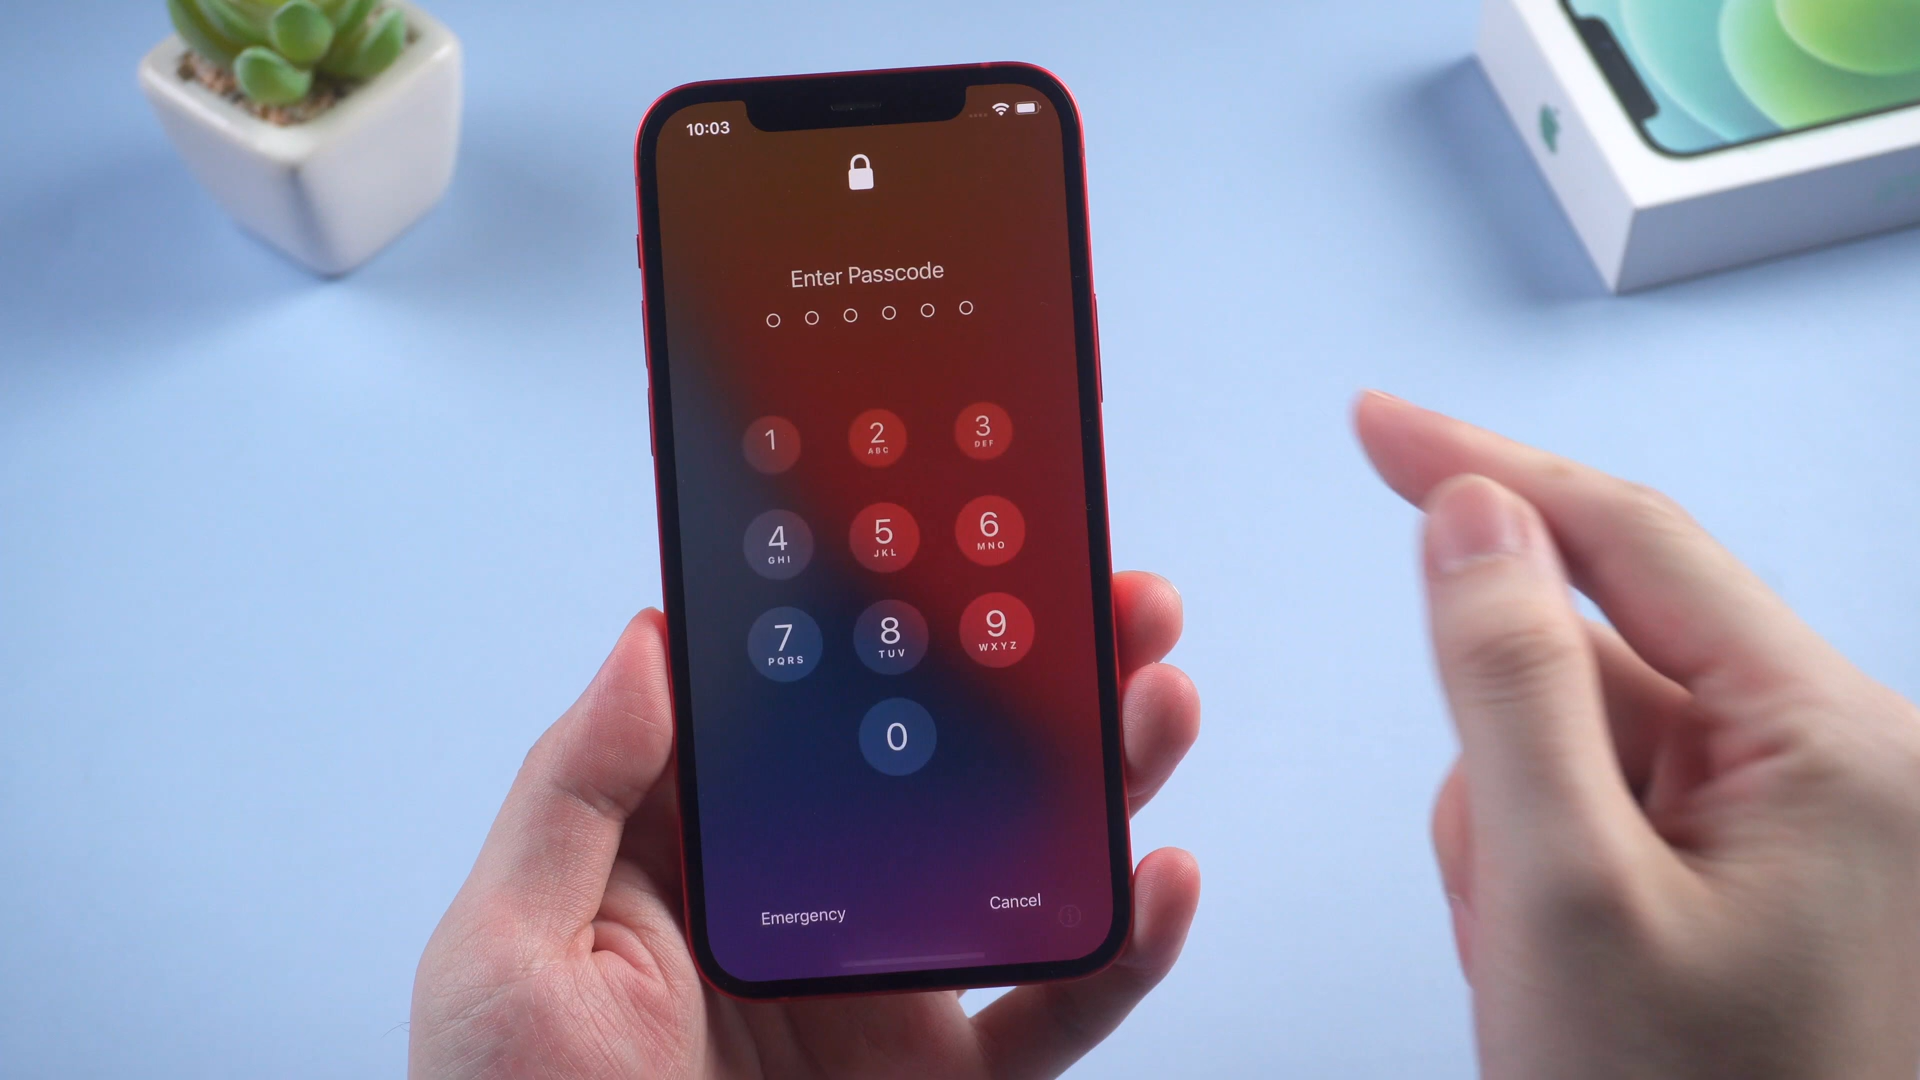 10:03
Enter Passcode
1 2 3
ABC DEF
4 5 6
GHI JKL MNO
7 8 9
PQRS TUV WXYZ
0
Emergency Cancel